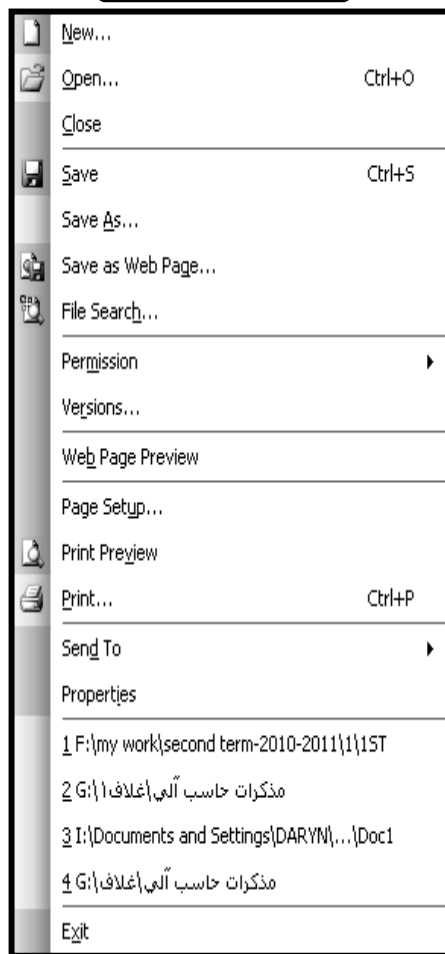 New...
Open... Ctrl+O
Close
Save Ctrl+S
Save As...
Save as Web Page...
File Search...
Permission
Versions...
Web Page Preview
Page Setup...
Print Preview
Print... Ctrl+P
Send To
Properties
1 F:\my work\second term-2010-2011\1\1ST
2 G:\مذكرات حاسب آلي\غلاف١
3 I:\Documents and Settings\DARYN\...\Doc1
4 G:\مذكرات حاسب آلي\غلاف
Exit